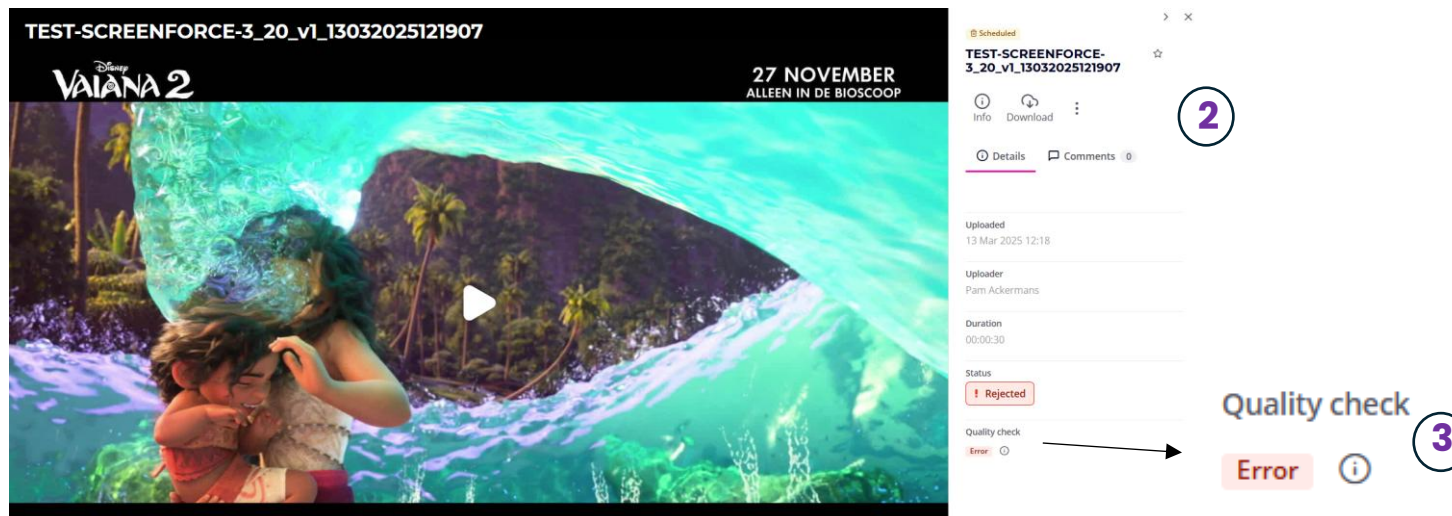 TEST-SCREENFORCE-3_20_v1_13032025121907
Disney
VAIANA 2
27 NOVEMBER
ALLEEN IN DE BIOSCOOP
Scheduled
TEST-SCREENFORCE-
3_20_v1_13032025121907
Info
Download
2
Details
Comments 0
Uploaded
13 Mar 2025 12:18
Uploader
Pam Ackermans
Duration
00:00:30
Status
! Rejected
Quality check
Error
Quality check
3
Error